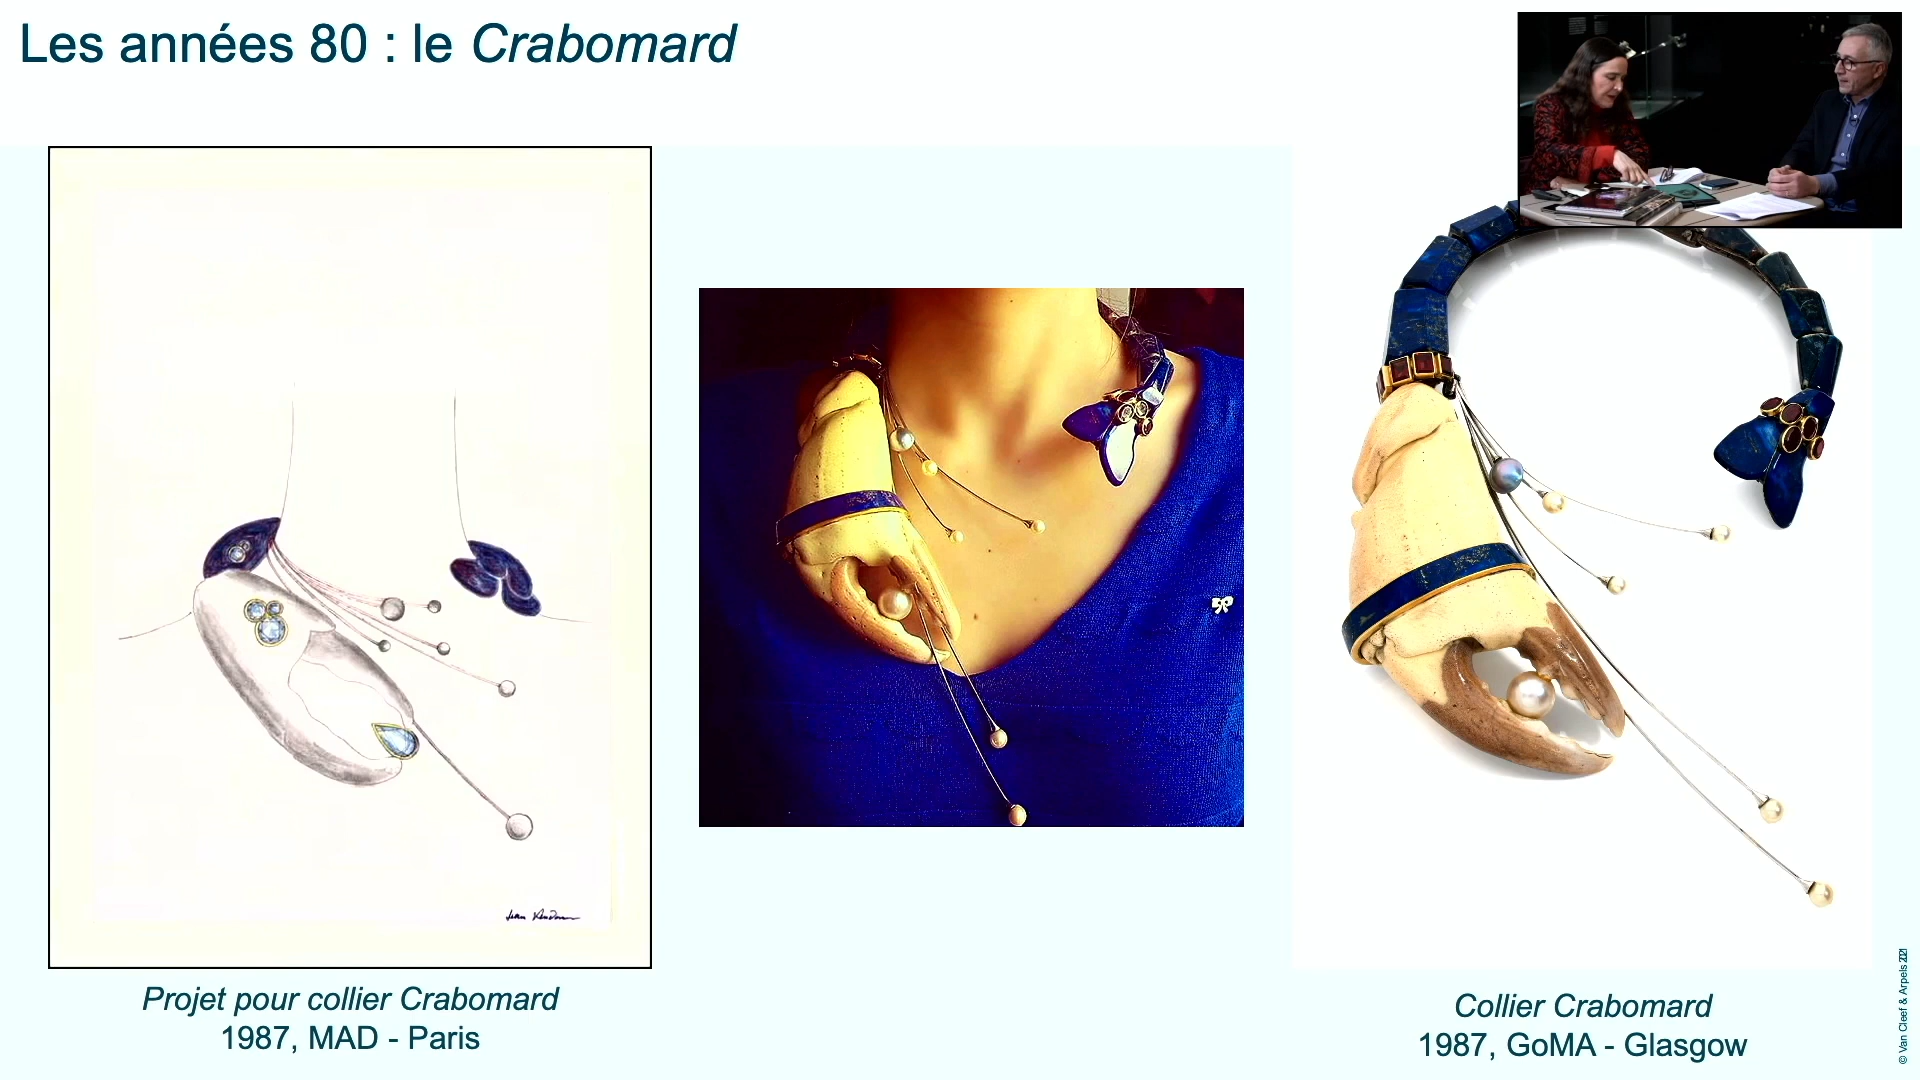 Les années 80 : le Crabomard
Projet pour collier Crabomard
1987, MAD - Paris
Collier Crabomard
1987, GoMA - Glasgow
© Van Cleef & Arpels